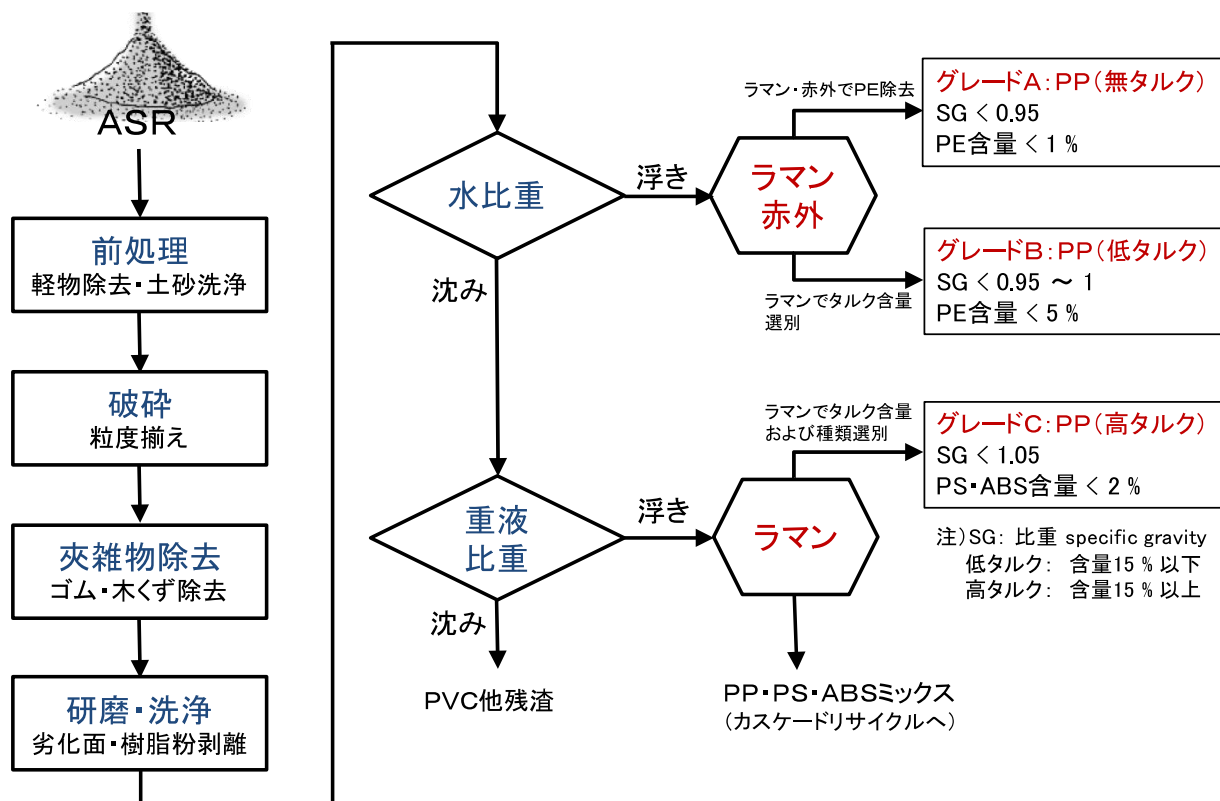 ASR
前処理
軽物除去・土砂洗浄
破砕
粒度揃え
夾雑物除去
ゴム・木くず除去
研磨・洗浄
劣化面・樹脂粉剥離
水比重
浮き
沈み
ラマン
赤外
ラマン・赤外でPE除去
グレードA:PP(無タルク)
SG < 0.95
PE含量 < 1 %
ラマンでタルク含量
選別
グレードB:PP(低タルク)
SG < 0.95 ~ 1
PE含量 < 5 %
重液
比重
浮き
沈み
PVC他残渣
ラマン
ラマンでタルク含量
および種類選別
グレードC:PP(高タルク)
SG < 1.05
PS・ABS含量 < 2 %
PP・PS・ABSミックス
(カスケードリサイクルへ)
注)SG: 比重 specific gravity
低タルク: 含量15 % 以下
高タルク: 含量15 % 以上